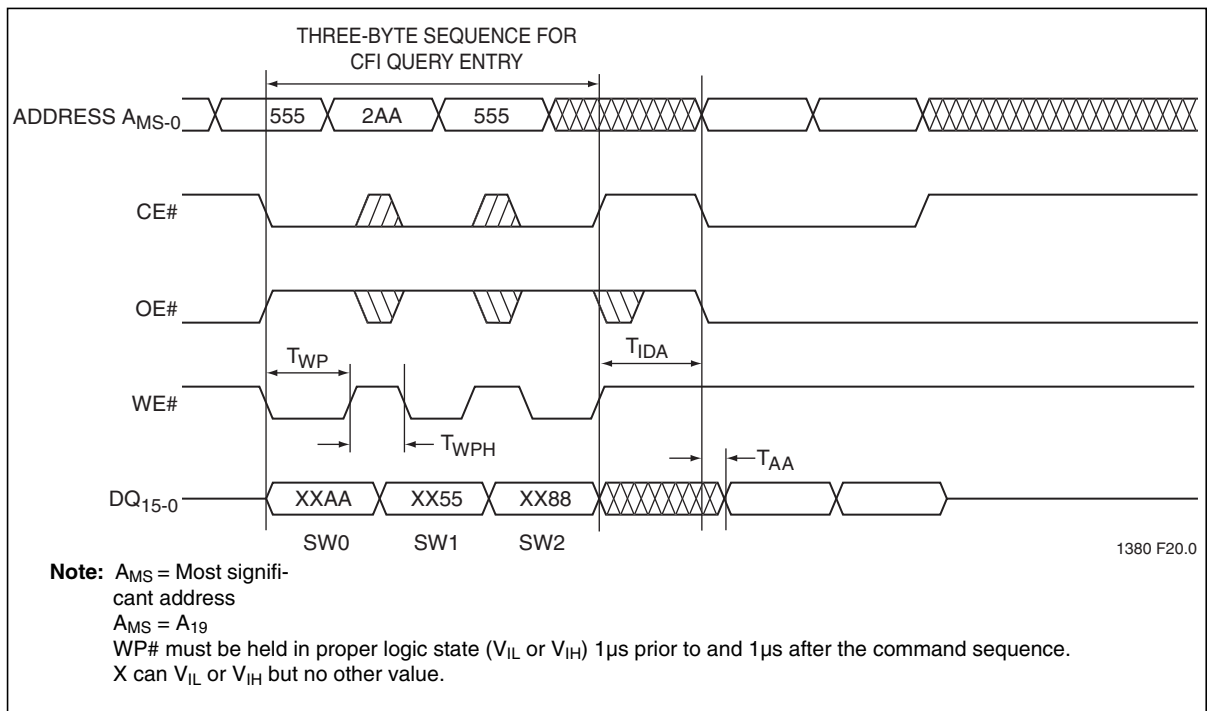 THREE-BYTE SEQUENCE FOR
CFI QUERY ENTRY
ADDRESS AMS-0
555
2AA
555
CE#
OE#
TWP
TIDA
WE#
TWPH
TAA
DQ15-0
XXAA
XX55
XX88
SW0
SW1
SW2
1380 F20.0
Note: AMS = Most signifi-
cant address
AMS = A19
WP# must be held in proper logic state (VIL or VIH) 1µs prior to and 1µs after the command sequence.
X can VIL or VIH but no other value.